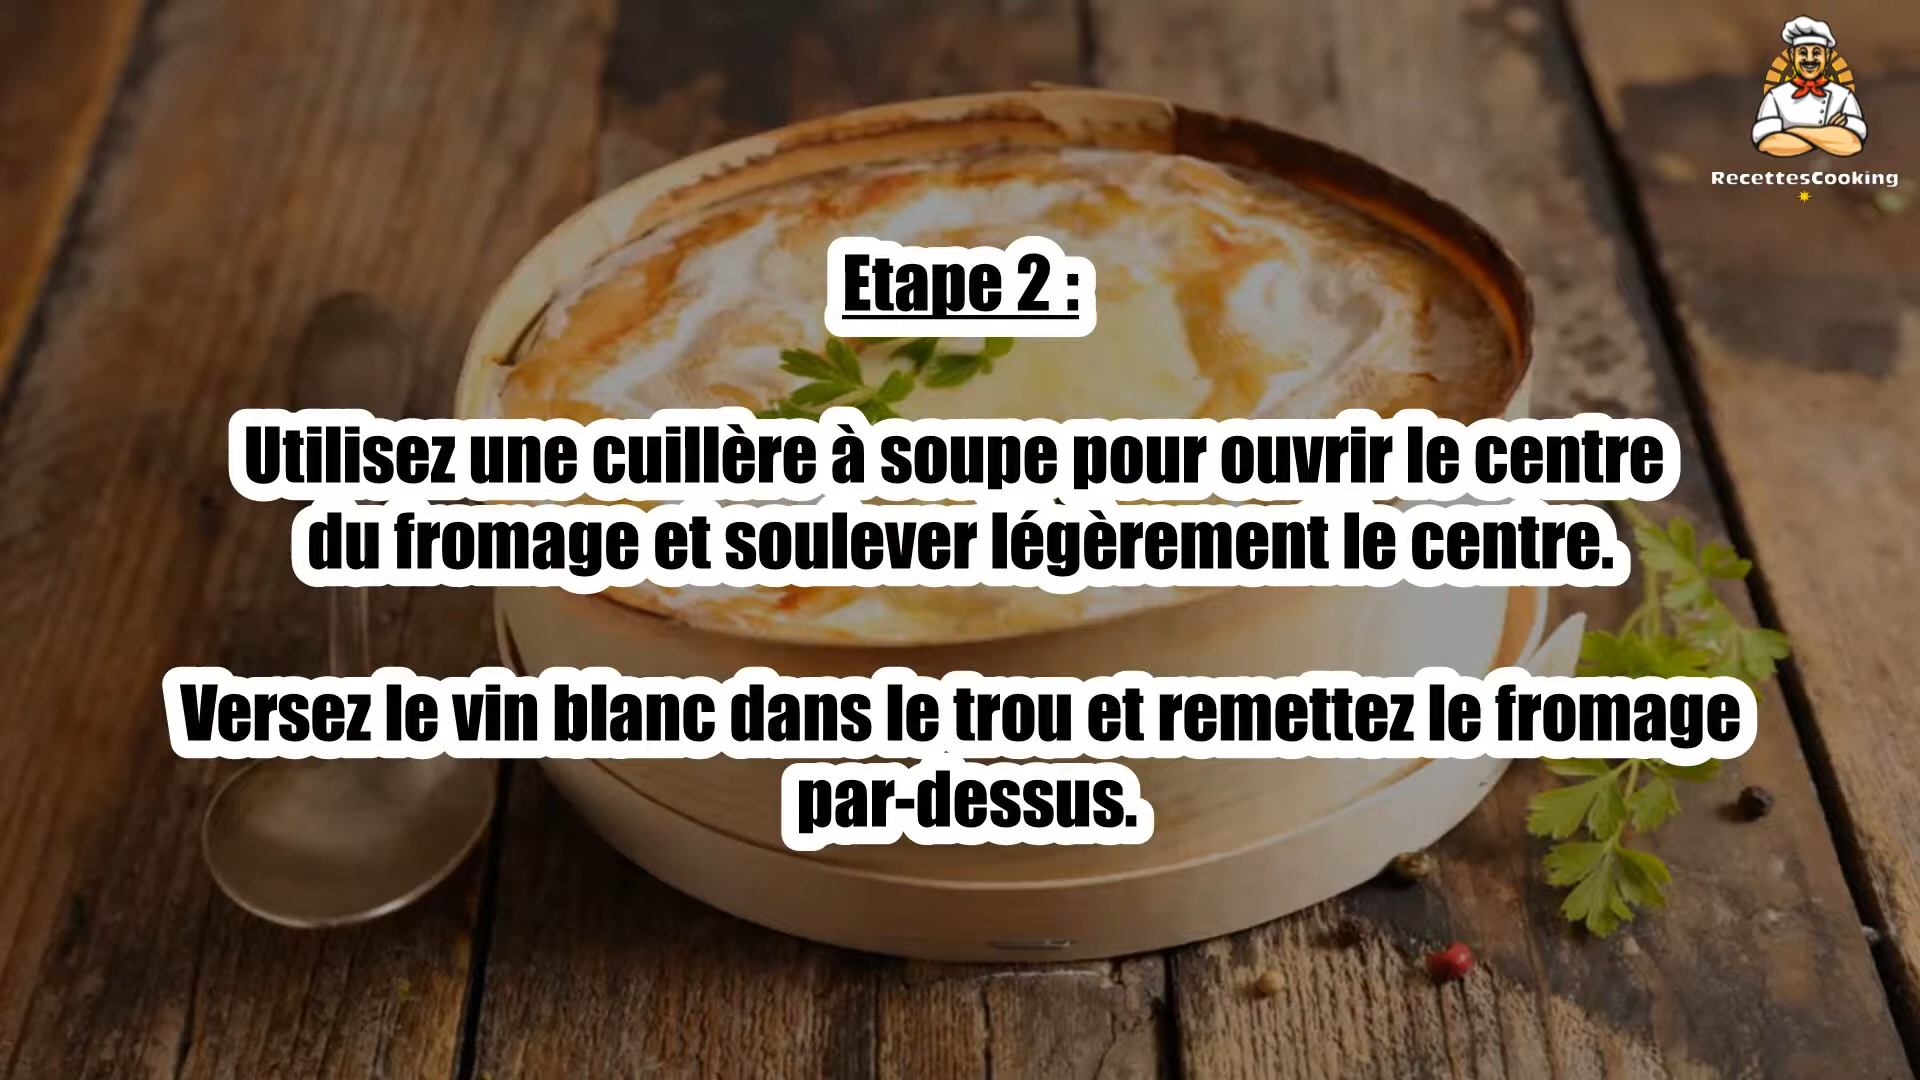 RecettesCooking
Etape 2 :
Utilisez une cuillère à soupe pour ouvrir le centre
du fromage et soulever légèrement le centre.
Versez le vin blanc dans le trou et remettez le fromage
par-dessus.